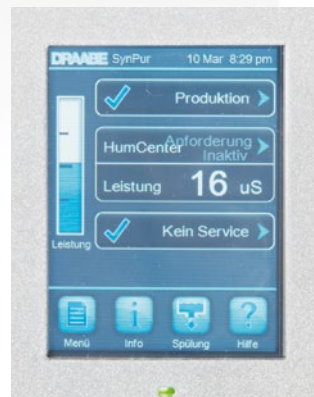 DRAABE SynPur 10 Mar 8:29 pm
Produktion
HumCenter Anforderung
Inaktiv
Leistung 16 uS
Leistung
Kein Service
Menü Info Spülung Hilfe